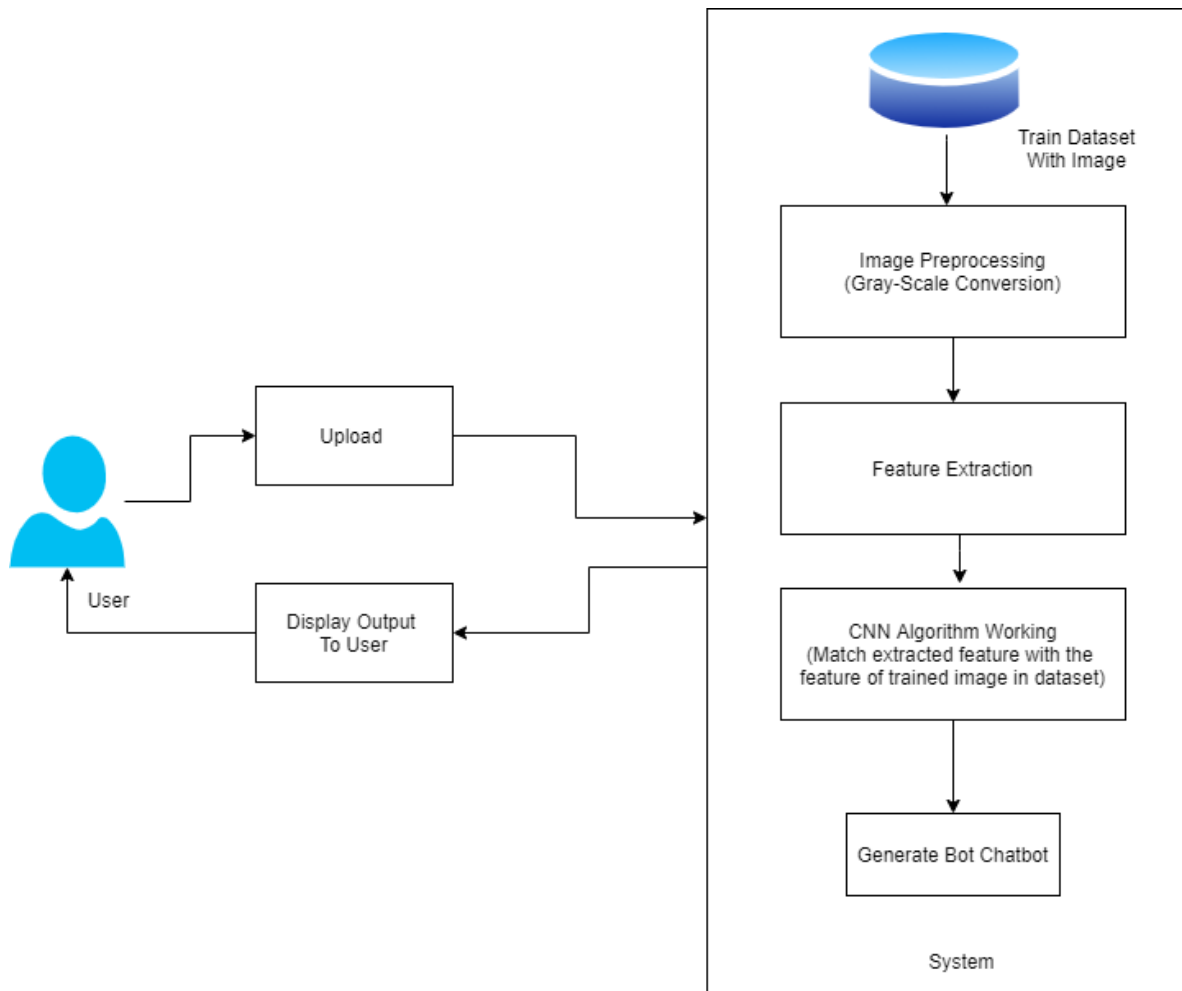 Train Dataset
With Image
Image Preprocessing
(Gray-Scale Conversion)
Upload
Feature Extraction
User
Display Output
To User
CNN Algorithm Working
(Match extracted feature with the
feature of trained image in dataset)
Generate Bot Chatbot
System